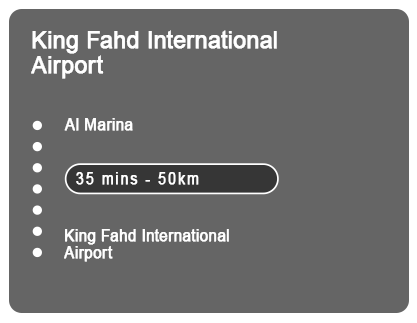 King Fahd International
Airport
Al Marina
35 mins - 50km
King Fahd International
Airport